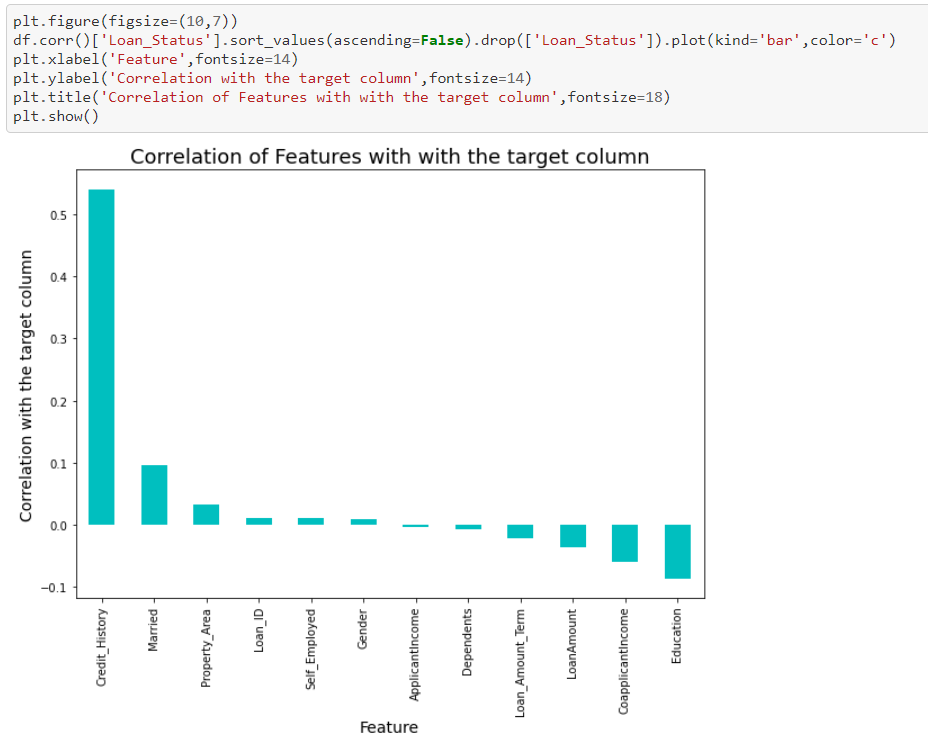 plt.figure(figsize=(10,7))
df.corr()['Loan_Status'].sort_values(ascending=False).drop(['Loan_Status']).plot(kind='bar',color='c')
plt.xlabel('Feature',fontsize=14)
plt.ylabel('Correlation with the target column',fontsize=14)
plt.title('Correlation of Features with with the target column',fontsize=18)
plt.show()
Correlation of Features with with the target column
Correlation with the target column
0.5
0.4
0.3
0.2
0.1
0.0
−0.1
Credit_History
Married
Property_Area
Loan_ID
Self_Employed
Gender
ApplicantIncome
Dependents
Loan_Amount_Term
LoanAmount
CoapplicantIncome
Education
Feature